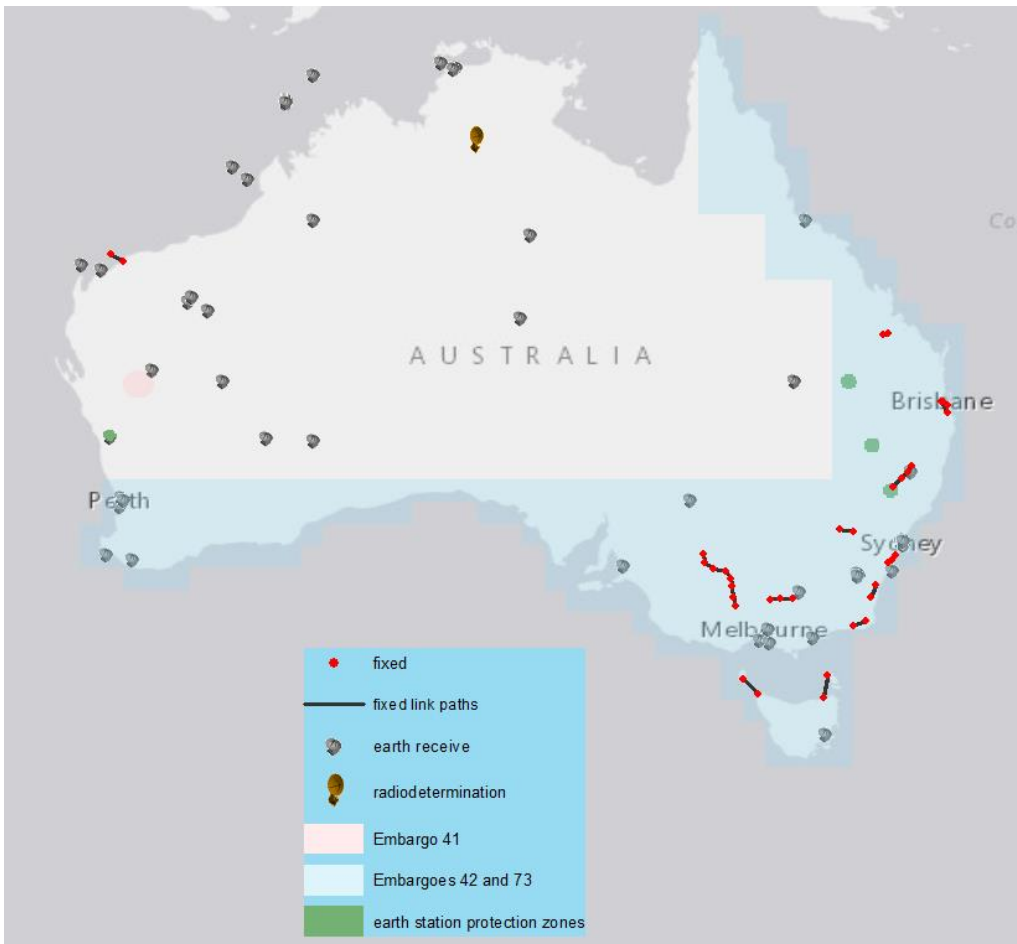 Co
AUSTRALIA
Brisbane
Perth
Sydney
Melbourne
fixed
fixed link paths
earth receive
radiodetermination
Embargo 41
Embargoes 42 and 73
earth station protection zones